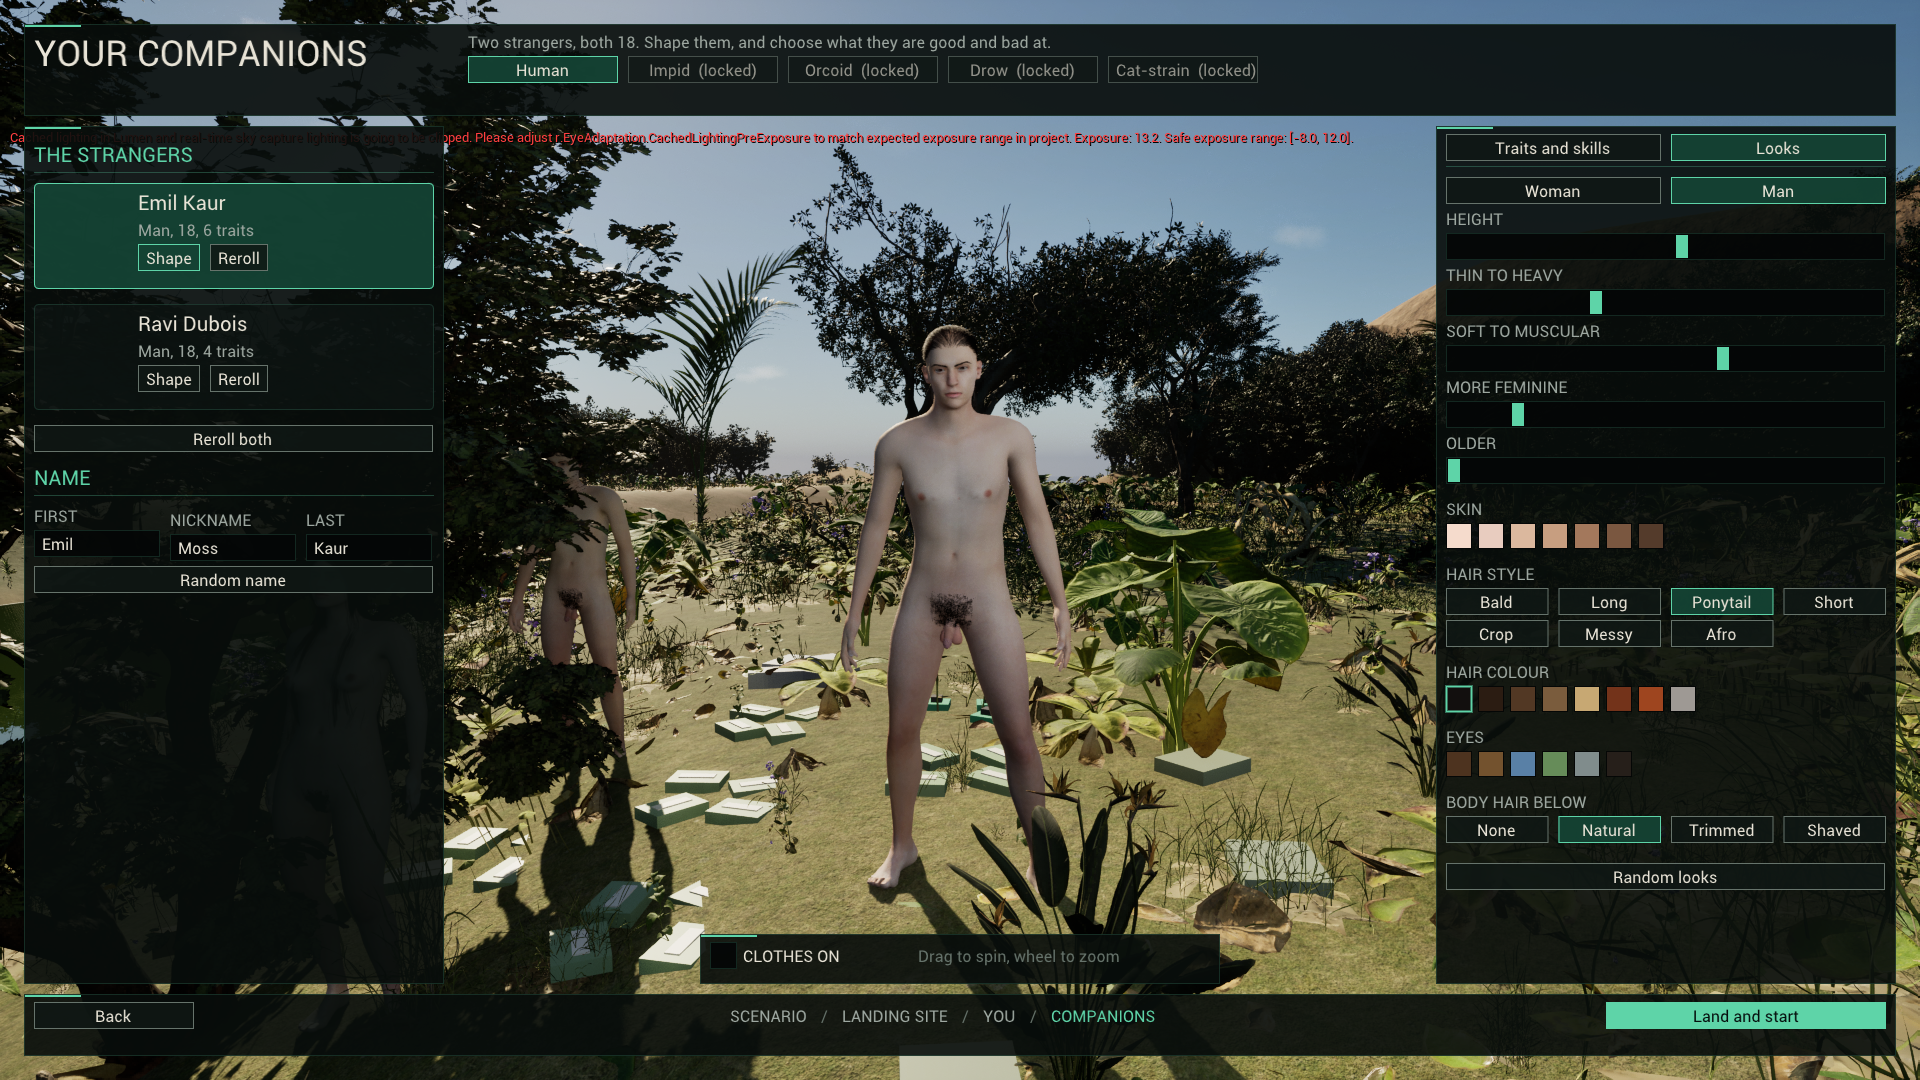 YOUR COMPANIONS
Two strangers, both 18. Shape them, and choose what they are good and bad at.
Human
Impid (locked)
Orcoid (locked)
Drow (locked)
Cat-strain (locked)
pped. Please adjust r.EyeAdaptation.CachedLightingPreExposure to match expected exposure range in project. Exposure: 13.2. Safe exposure range: [-8.0, 12.0].
THE STRANGERS
Emil Kaur
Man, 18, 6 traits
Shape
Reroll
Ravi Dubois
Man, 18, 4 traits
Shape
Reroll
Reroll both
NAME
FIRST
NICKNAME
LAST
Emil
Moss
Kaur
Random name
Traits and skills
Looks
Woman
Man
HEIGHT
THIN TO HEAVY
SOFT TO MUSCULAR
MORE FEMININE
OLDER
SKIN
HAIR STYLE
Bald
Long
Ponytail
Short
Crop
Messy
Afro
HAIR COLOUR
EYES
BODY HAIR BELOW
None
Natural
Trimmed
Shaved
Random looks
CLOTHES ON
Drag to spin, wheel to zoom
Back
SCENARIO / LANDING SITE / YOU / COMPANIONS
Land and start